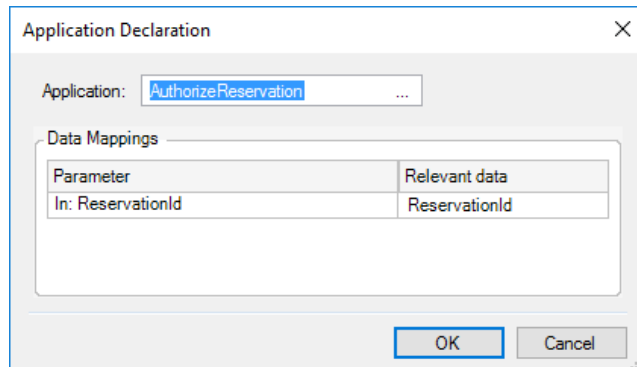 Application Declaration
Application: AuthorizeReservation ...
Data Mappings
Parameter Relevant data
In: ReservationId ReservationId
OK Cancel